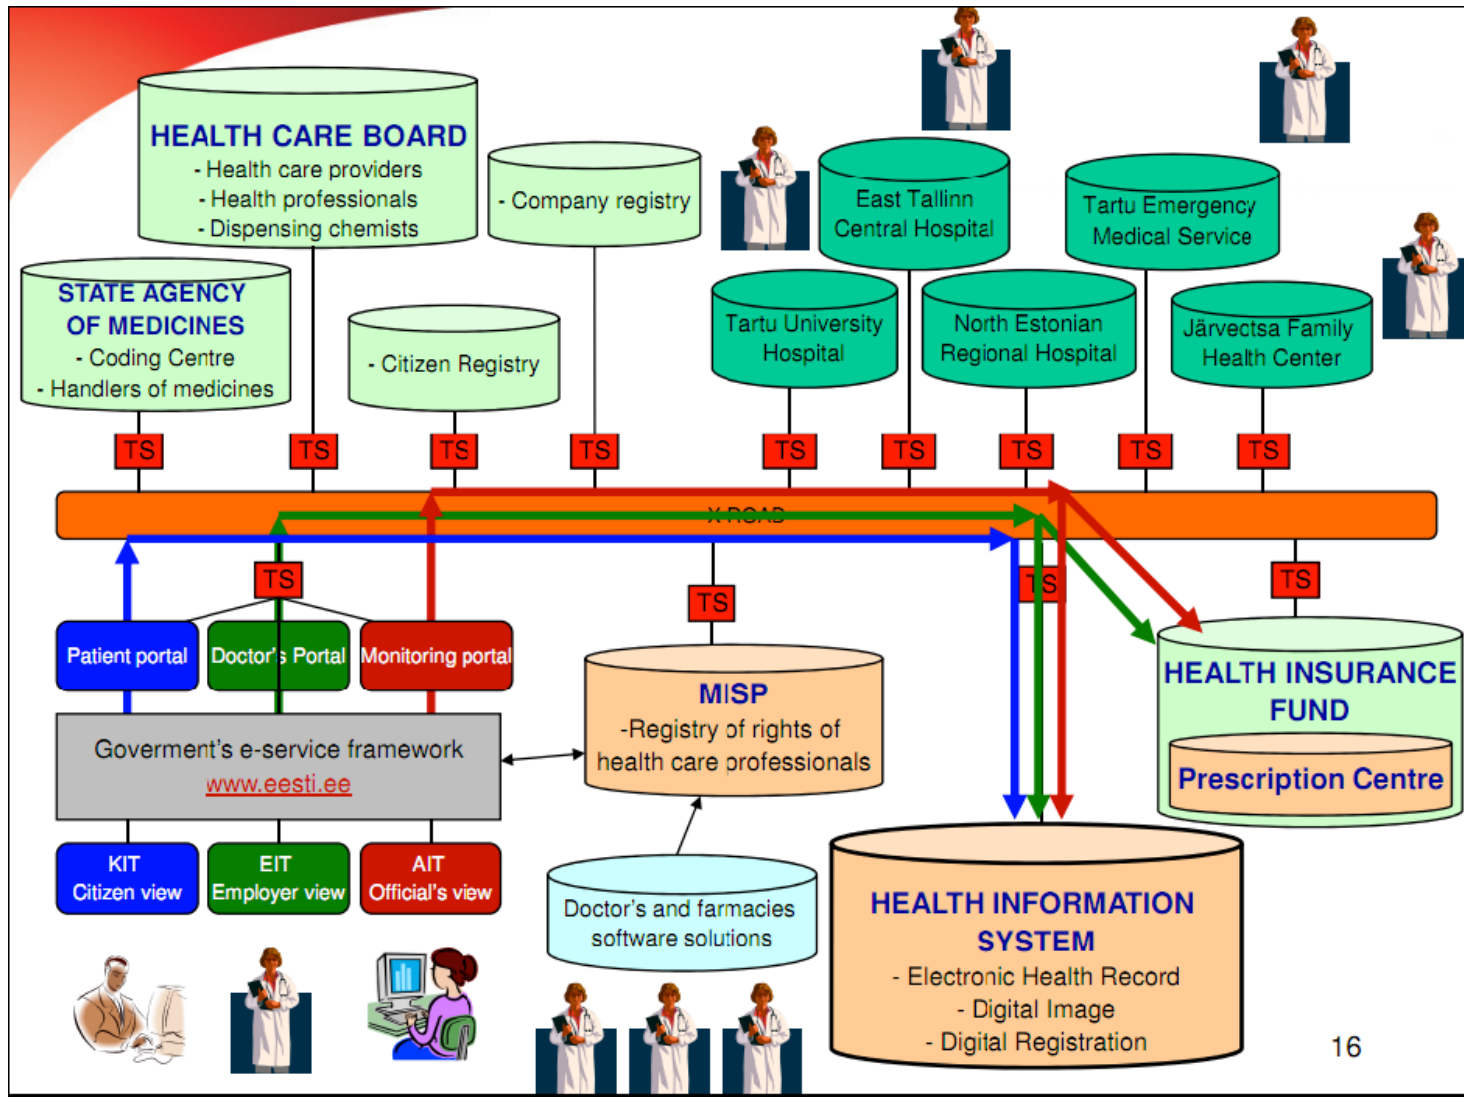 HEALTH CARE BOARD
- Health care providers
- Health professionals
- Dispensing chemists
- Company registry
East Tallinn
Central Hospital
Tartu Emergency
Medical Service
STATE AGENCY
OF MEDICINES
- Coding Centre
- Handlers of medicines
- Citizen Registry
Tartu University
Hospital
North Estonian
Regional Hospital
Järvectsa Family
Health Center
TS
TS
TS
TS
TS
TS
TS
TS
TS
X-ROAD
TS
TS
TS
TS
Patient portal
Doctor's Portal
Monitoring portal
MISP
-Registry of rights of
health care professionals
HEALTH INSURANCE
FUND
Prescription Centre
Goverment's e-service framework
www.eesti.ee
KIT
Citizen view
EIT
Employer view
AIT
Official's view
Doctor's and farmacies
software solutions
HEALTH INFORMATION
SYSTEM
- Electronic Health Record
- Digital Image
- Digital Registration
16